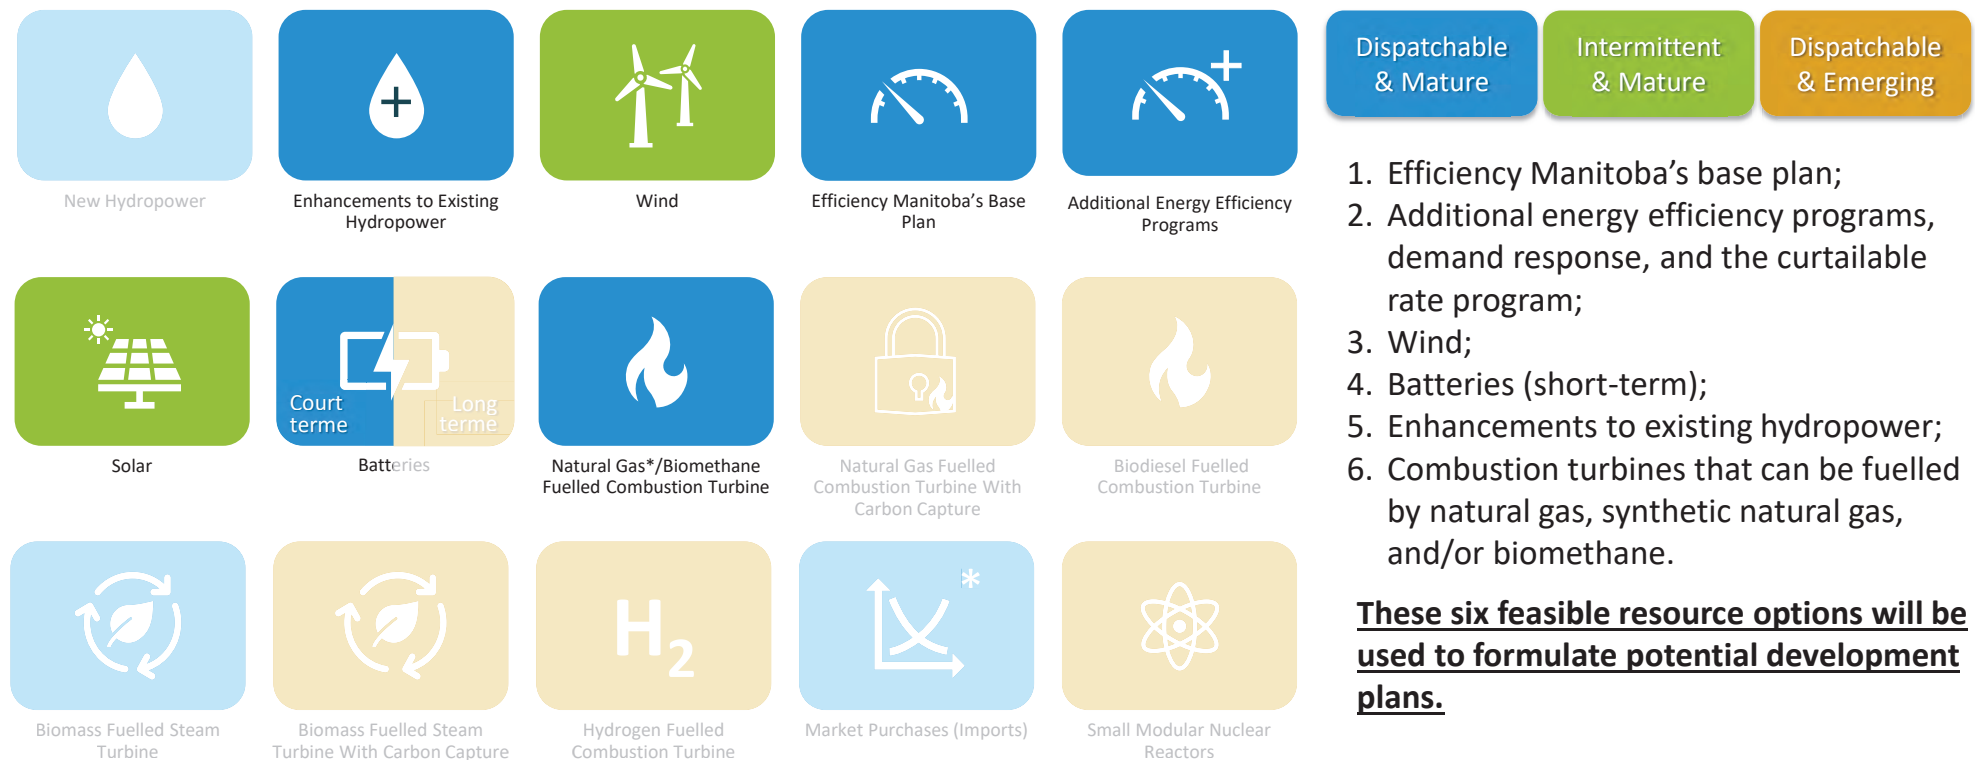 New Hydropower
Enhancements to Existing
Hydropower
Wind
Efficiency Manitoba's Base
Plan
Additional Energy Efficiency
Programs
Solar
Court
terme
Long
terme
Batteries
Natural Gas*/Biomethane
Fuelled Combustion Turbine
Natural Gas Fuelled
Combustion Turbine With
Carbon Capture
Biodiesel Fuelled
Combustion Turbine
Biomass Fuelled Steam
Turbine
Biomass Fuelled Steam
Turbine With Carbon Capture
H2
Hydrogen Fuelled
Combustion Turbine
*
Market Purchases (Imports)
Small Modular Nuclear
Reactors
Dispatchable
& Mature
Intermittent
& Mature
Dispatchable
& Emerging
1. Efficiency Manitoba's base plan;
2. Additional energy efficiency programs,
demand response, and the curtailable
rate program;
3. Wind;
4. Batteries (short-term);
5. Enhancements to existing hydropower;
6. Combustion turbines that can be fuelled
by natural gas, synthetic natural gas,
and/or biomethane.
These six feasible resource options will be
used to formulate potential development
plans.